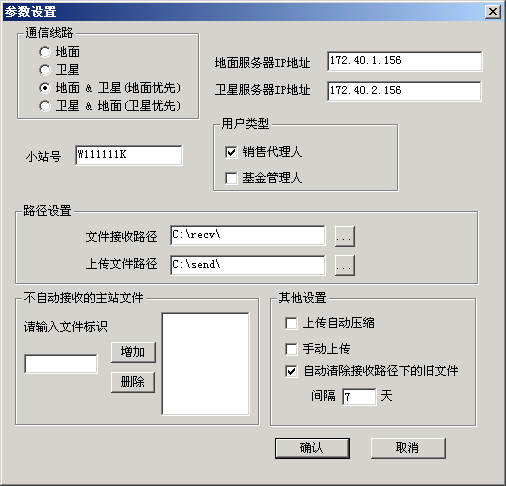 参数设置
通信线路
地面
卫星
地面 & 卫星(地面优先)
卫星 & 地面(卫星优先)
地面服务器IP地址 172.40.1.156
卫星服务器IP地址 172.40.2.156
小站号 W111111K
用户类型
销售代理人
基金管理人
路径设置
文件接收路径 C:\recv\ ...
上传文件路径 C:\send\ ...
不自动接收的主站文件
请输入文件标识
增加
删除
其他设置
上传自动压缩
手动上传
自动清除接收路径下的旧文件
间隔 7 天
确认 取消